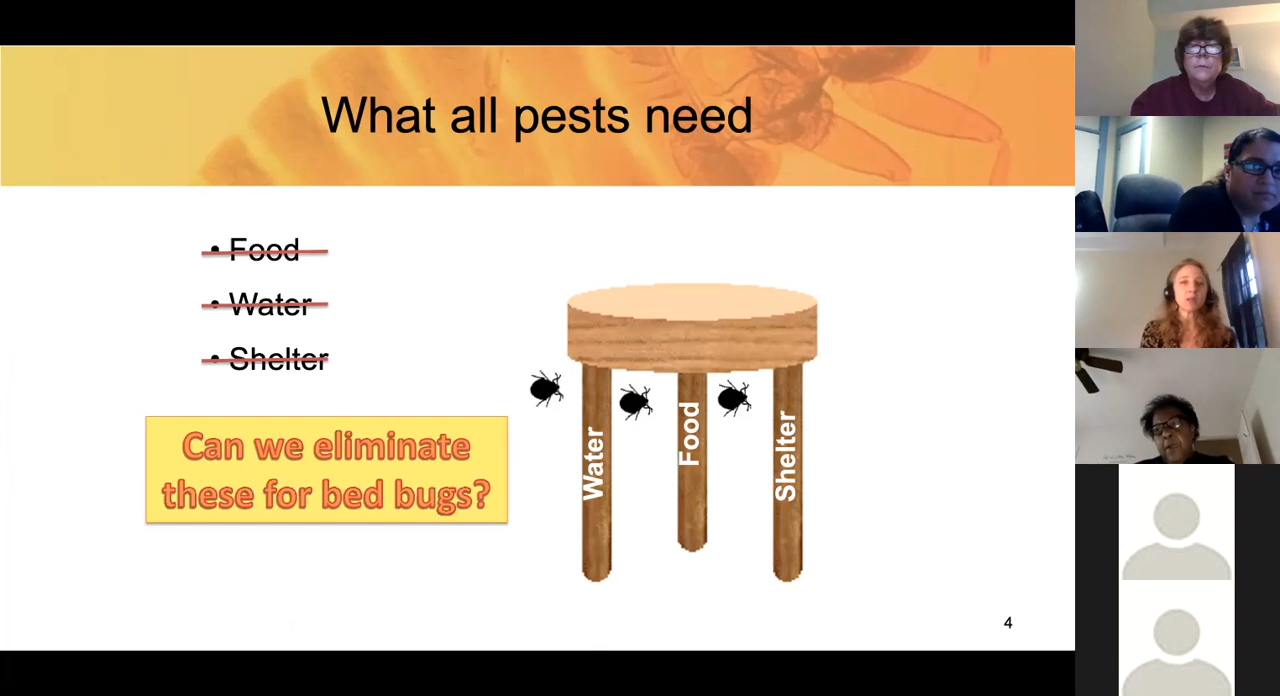 What all pests need
• Food
• Water
• Shelter
Can we eliminate
these for bed bugs?
Water
Food
Shelter
4